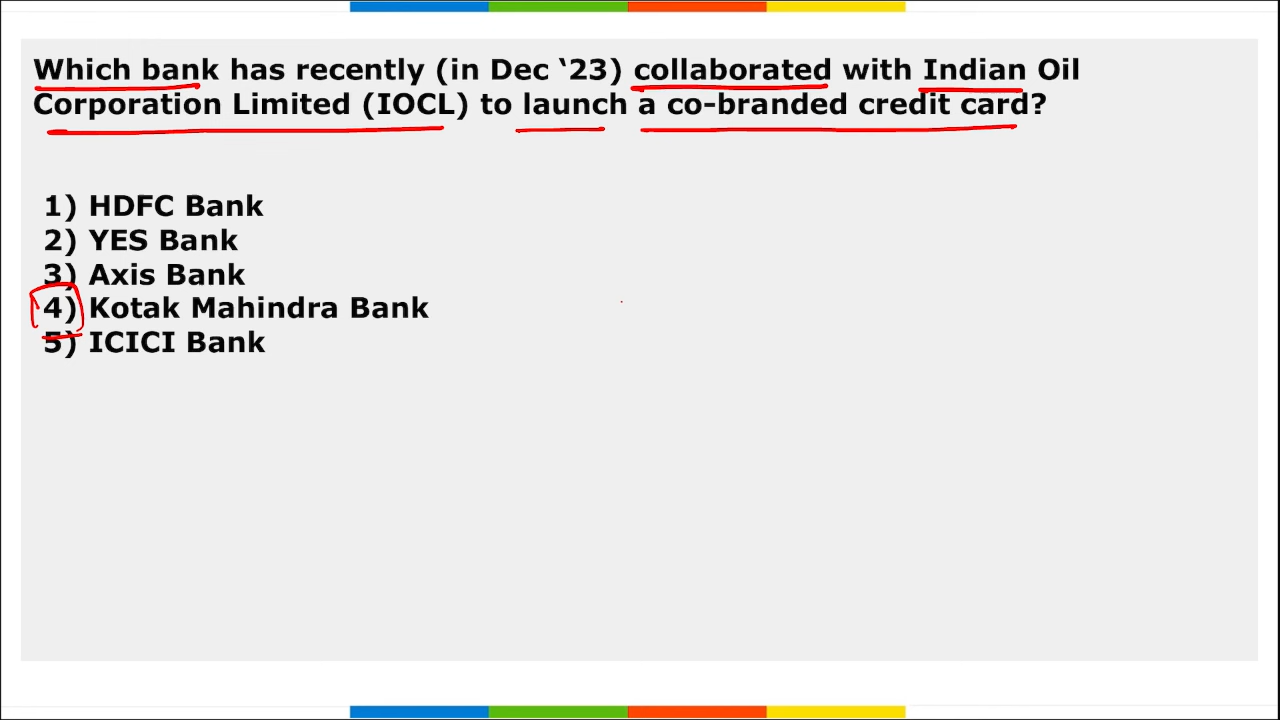 Which bank has recently (in Dec ‘23) collaborated with Indian Oil
Corporation Limited (IOCL) to launch a co-branded credit card?
1) HDFC Bank
2) YES Bank
3) Axis Bank
4) Kotak Mahindra Bank
5) ICICI Bank